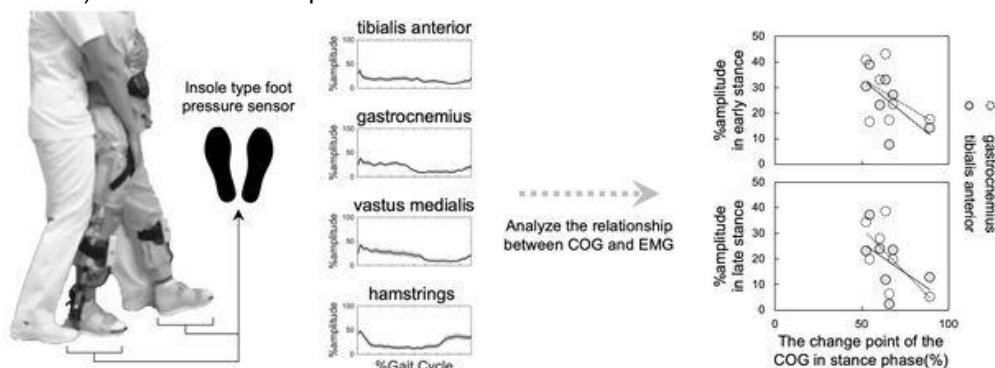 Insole type foot
pressure sensor
tibialis anterior
%amplitude
100
50
0
gastrocnemius
%amplitude
100
50
0
vastus medialis
%amplitude
100
50
0
hamstrings
%amplitude
100
50
0
%Gait Cycle
Analyze the relationship
between COG and EMG
%amplitude
in early stance
50
40
30
20
10
0
%amplitude
in late stance
50
40
30
20
10
0
0 50 100
The change point of the
COG in stance phase(%)
gastrocnemius
tibialis anterior